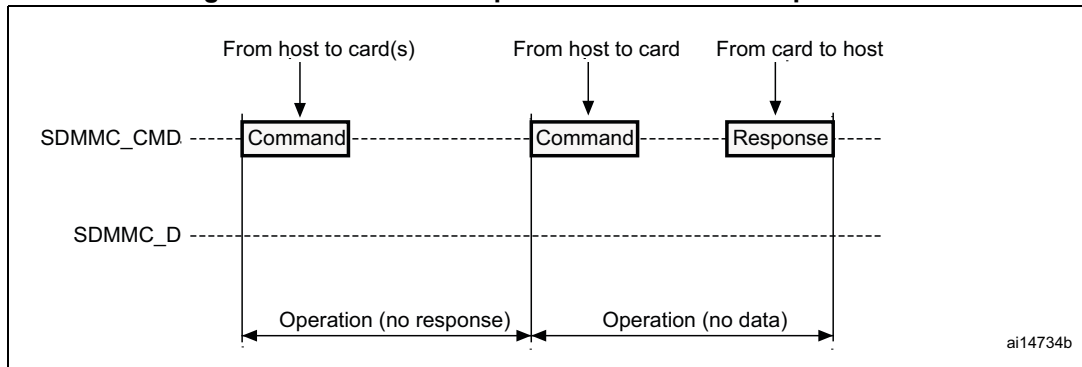 From host to card(s) From host to card From card to host
SDMMC_CMD Command Command Response
SDMMC_D
Operation (no response) Operation (no data)
ai14734b